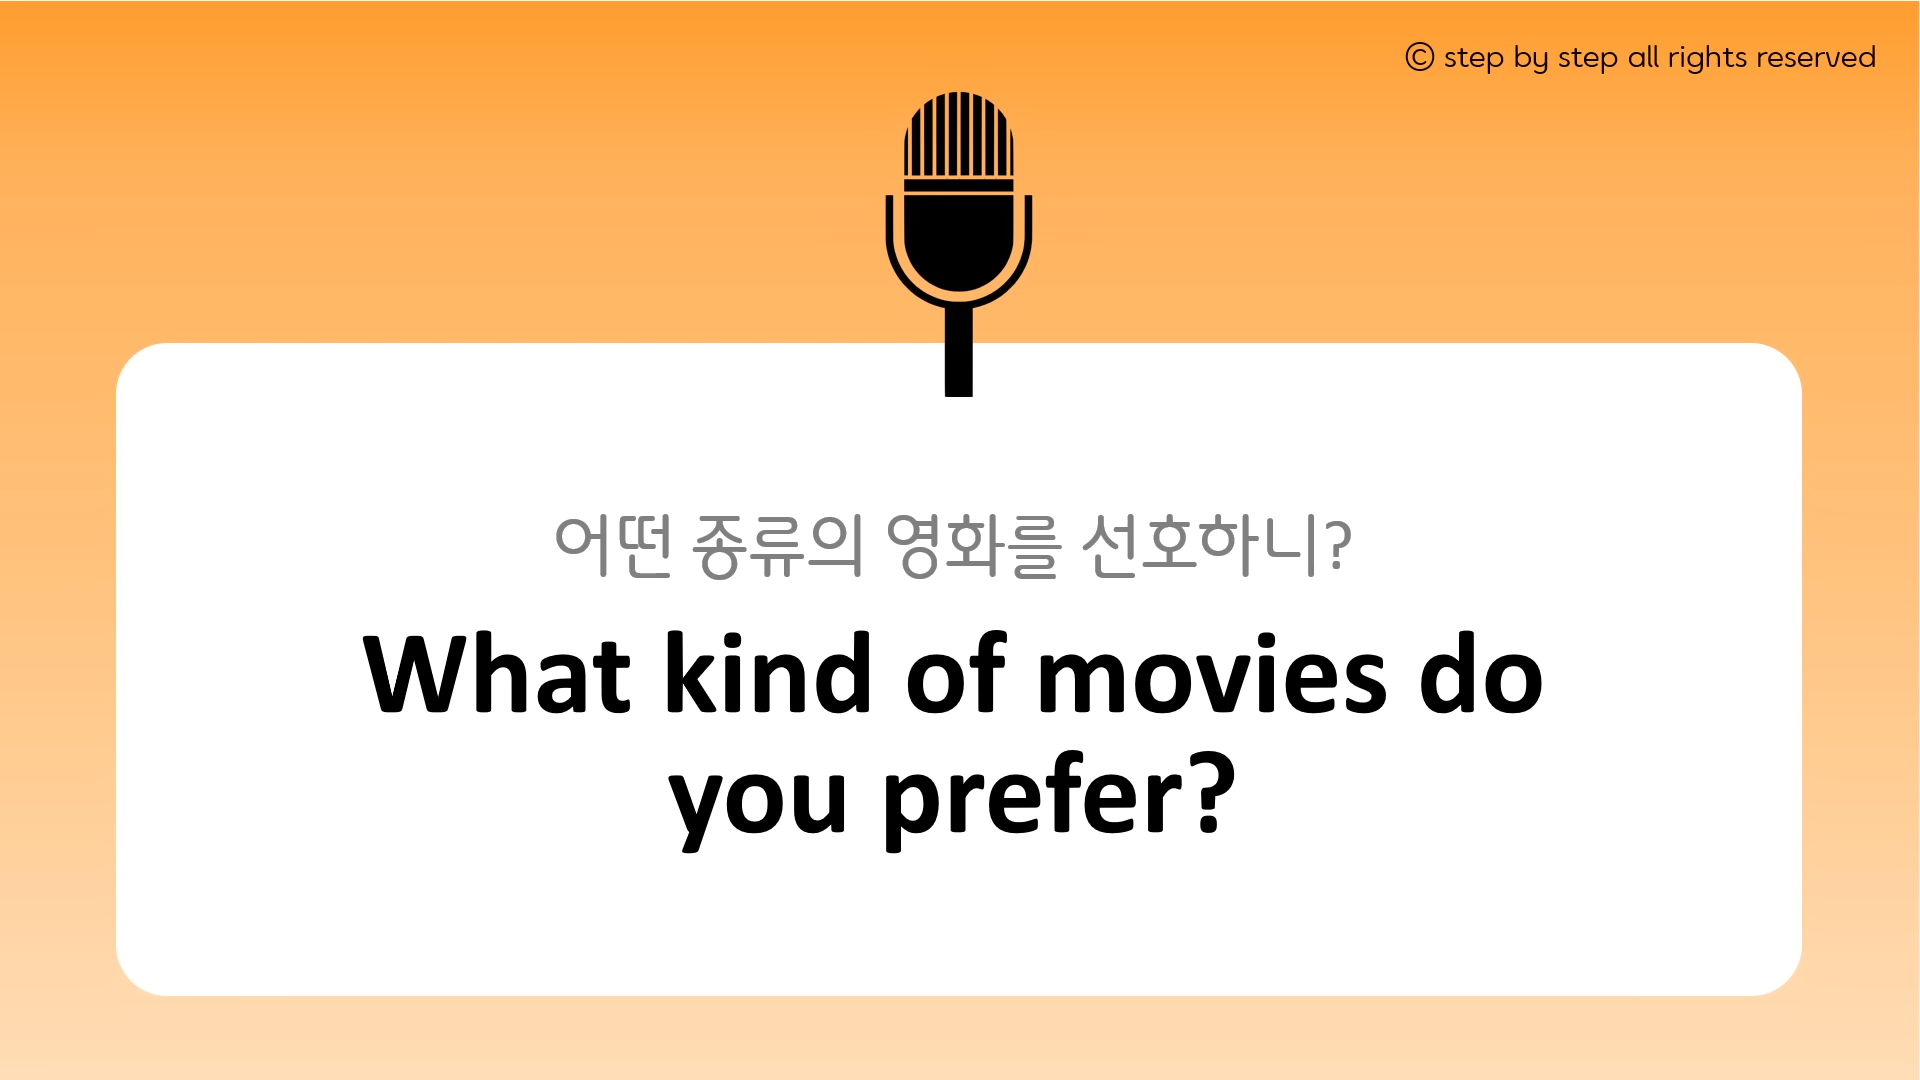 © step by step all rights reserved
어떤 종류의 영화를 선호하니?
What kind of movies do
you prefer?